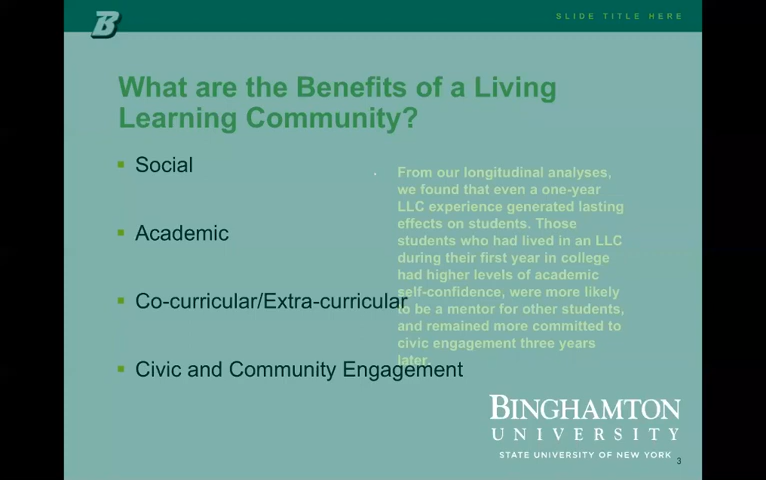 SLIDE TITLE HERE
B
What are the Benefits of a Living
Learning Community?
Social
Academic
Co-curricular/Extra-curricular
Civic and Community Engagement
From our longitudinal analyses,
we found that even a one-year
LLC experience generated lasting
effects on students. Those
students who had lived in an LLC
during their first year in college
had higher levels of academic
self-confidence, were more likely
to be a mentor for other students,
and remained more committed to
civic engagement three years
later.
BINGHAMTON
UNIVERSITY
STATE UNIVERSITY OF NEW YORK
3